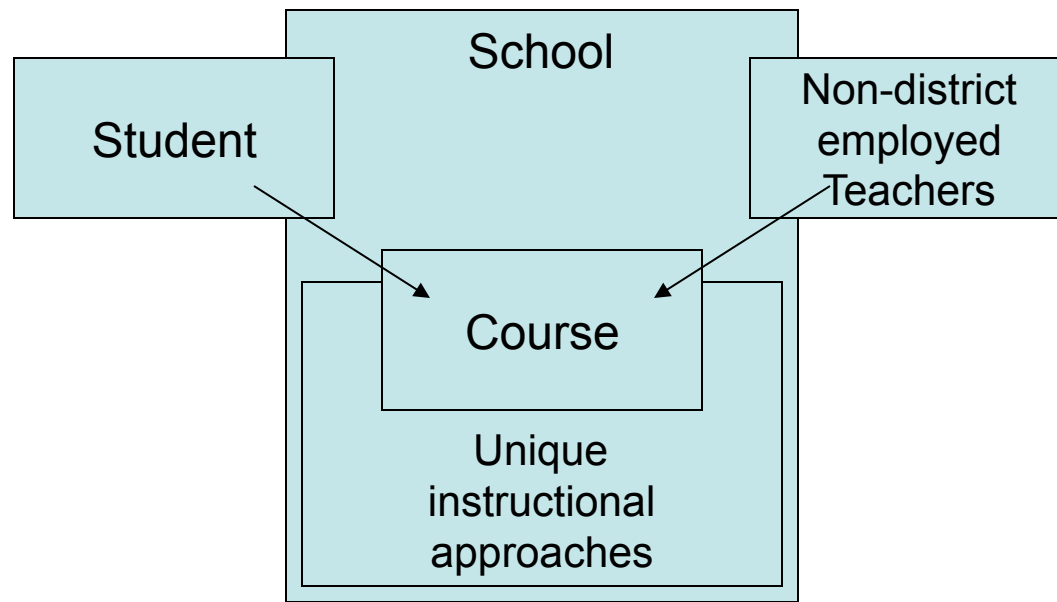 School
Student
Non-district
employed
Teachers
Course
Unique
instructional
approaches